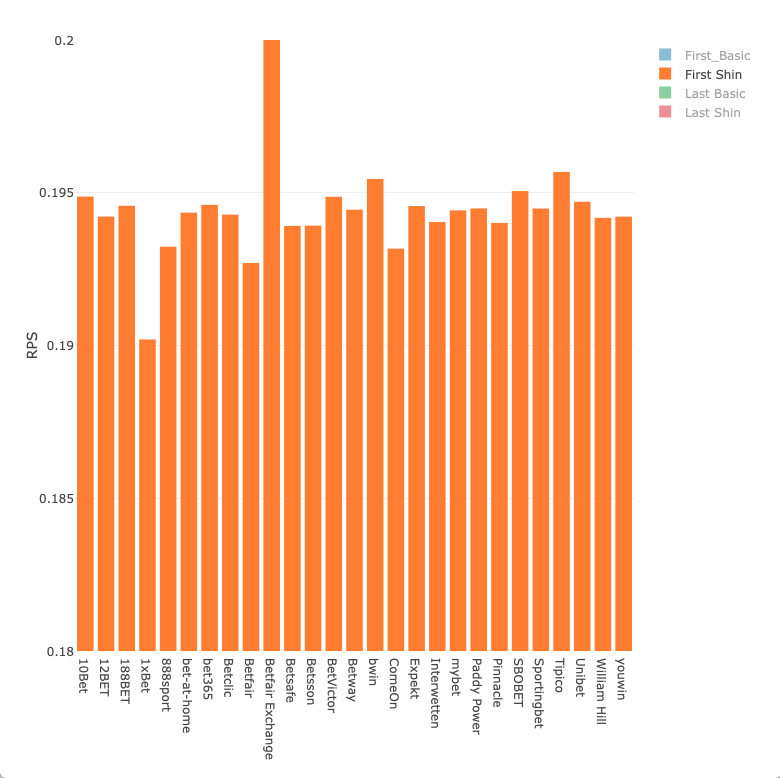 0.2
0.195
0.19
0.185
0.18
RPS
10Bet
12BET
188BET
1xBet
888sport
bet-at-home
bet365
Betclic
Betfair
Betfair Exchange
Betsafe
Betsson
BetVictor
Betway
bwin
ComeOn
Expekt
Interwetten
mybet
Paddy Power
Pinnacle
SBOBET
Sportingbet
Tipico
Unibet
William Hill
youwin
First_Basic
First Shin
Last Basic
Last Shin